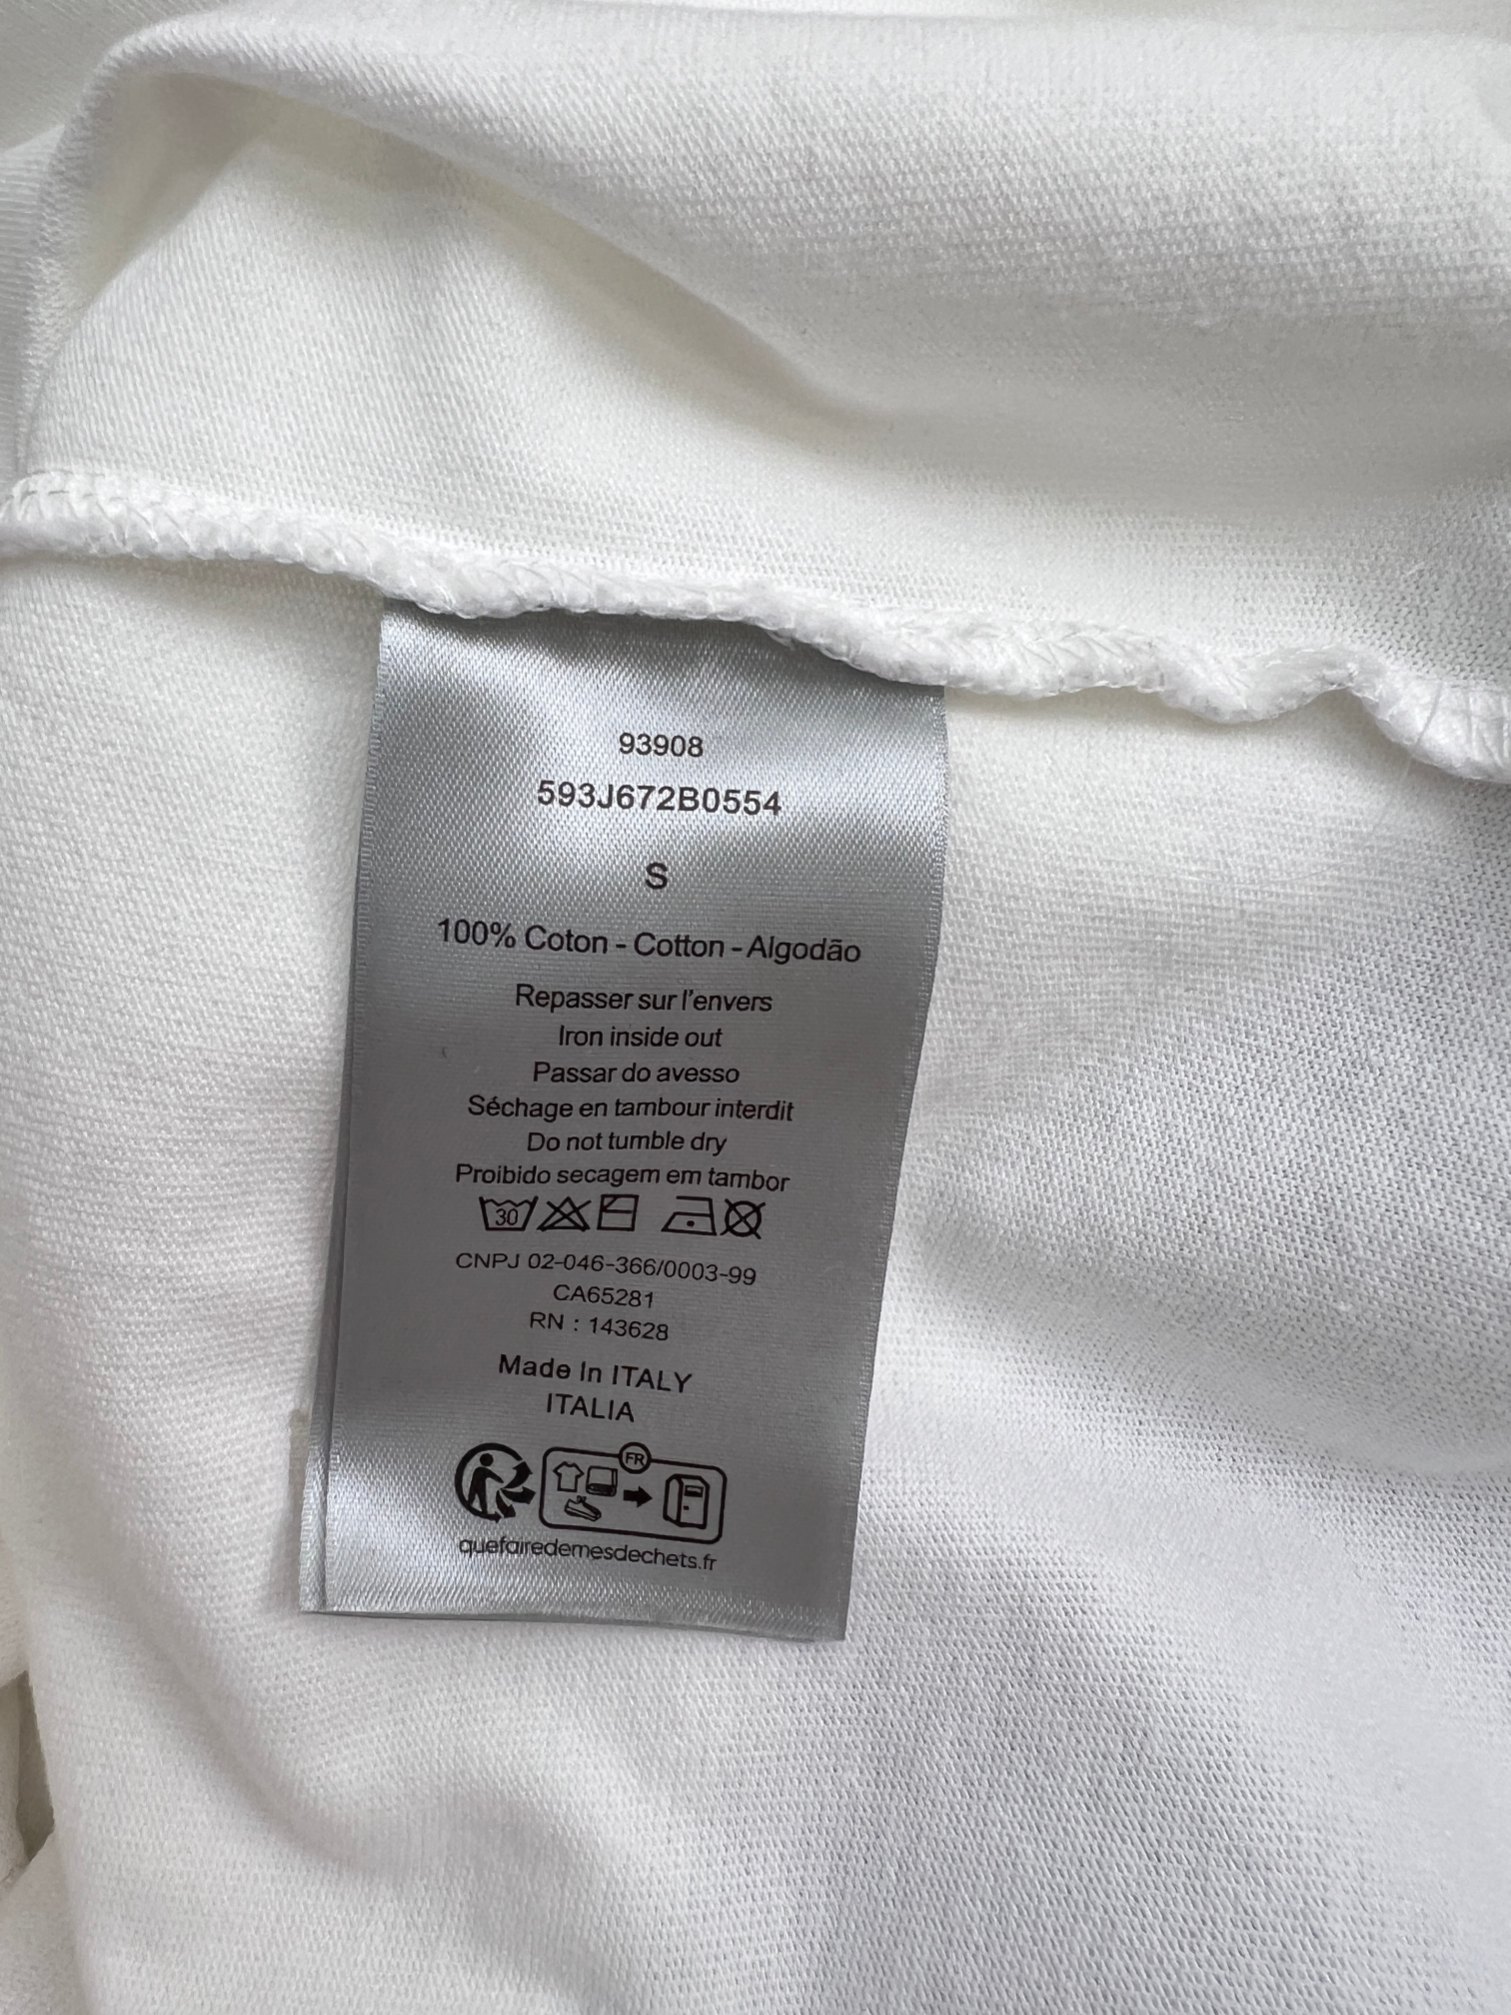 93908
593J672B0554
S
100% Coton - Cotton - Algodão
Repasser sur l'envers
Iron inside out
Passar do avesso
Séchage en tambour interdit
Do not tumble dry
Proibido secagem em tambor
30
CNPJ 02-046-366/0003-99
CA65281
RN : 143628
Made In ITALY
ITALIA
FR
quefairedemesdechets.fr